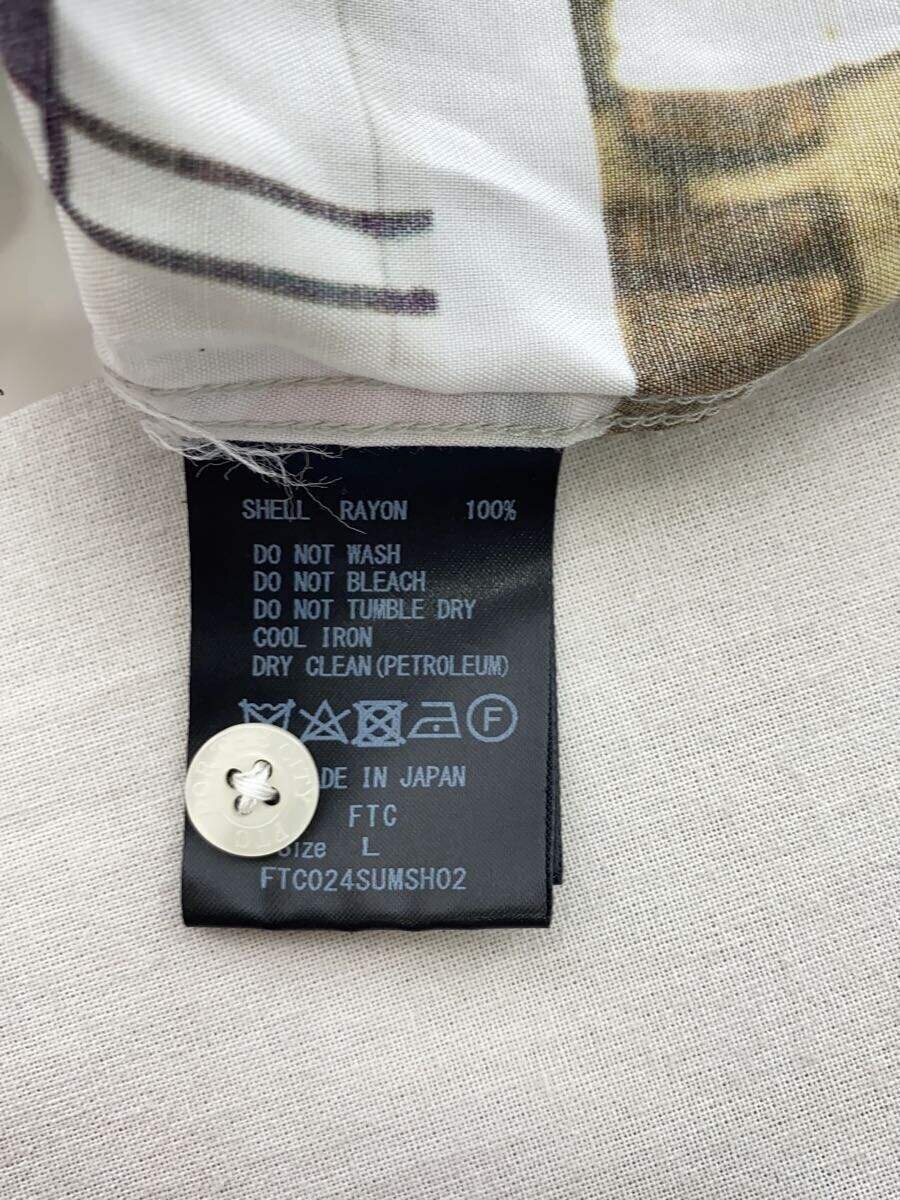 SHELL RAYON 100%
DO NOT WASH
DO NOT BLEACH
DO NOT TUMBLE DRY
COOL IRON
DRY CLEAN(PETROLEUM)
F
DE IN JAPAN
FTC
Size L
FTC024SUMSH02
FTC